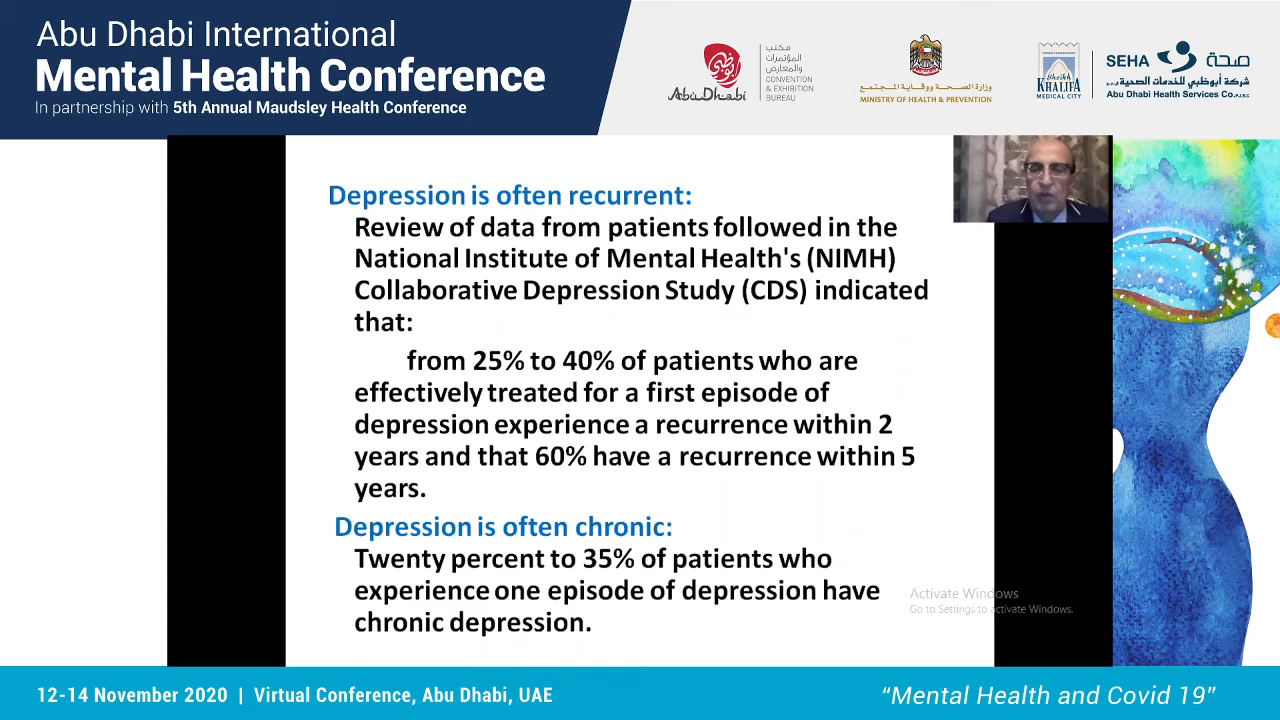 Abu Dhabi International
Mental Health Conference
In partnership with 5th Annual Maudsley Health Conference
أبوظبي
Abu Dhabi
مكتب
المؤتمرات
والمعارض
CONVENTION
& EXHIBITION
BUREAU
وزارة الصحة ووقاية المجتمع
MINISTRY OF HEALTH & PREVENTION
Sheikh
KHALIFA
MEDICAL CITY
SEHA صحة
شركة أبوظبي للخدمات الصحية ش.م.ع
Abu Dhabi Health Services Co. PJSC
Depression is often recurrent:
Review of data from patients followed in the
National Institute of Mental Health's (NIMH)
Collaborative Depression Study (CDS) indicated
that:
from 25% to 40% of patients who are
effectively treated for a first episode of
depression experience a recurrence within 2
years and that 60% have a recurrence within 5
years.
Depression is often chronic:
Twenty percent to 35% of patients who
experience one episode of depression have
chronic depression.
Activate Windows
Go to Settings to activate Windows.
12-14 November 2020 | Virtual Conference, Abu Dhabi, UAE
“Mental Health and Covid 19”